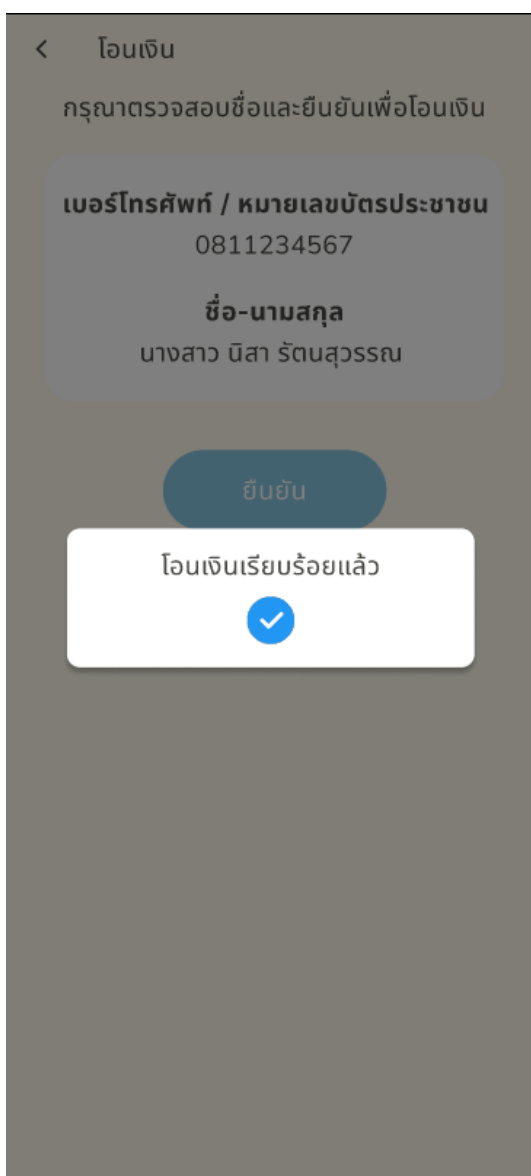 โอนเงิน
กรุณาตรวจสอบชื่อและยืนยันเพื่อโอนเงิน
เบอร์โทรศัพท์ / หมายเลขบัตรประชาชน
0811234567
ชื่อ-นามสกุล
นางสาว นิสา รัตนสุวรรณ
ยืนยัน
โอนเงินเรียบร้อยแล้ว